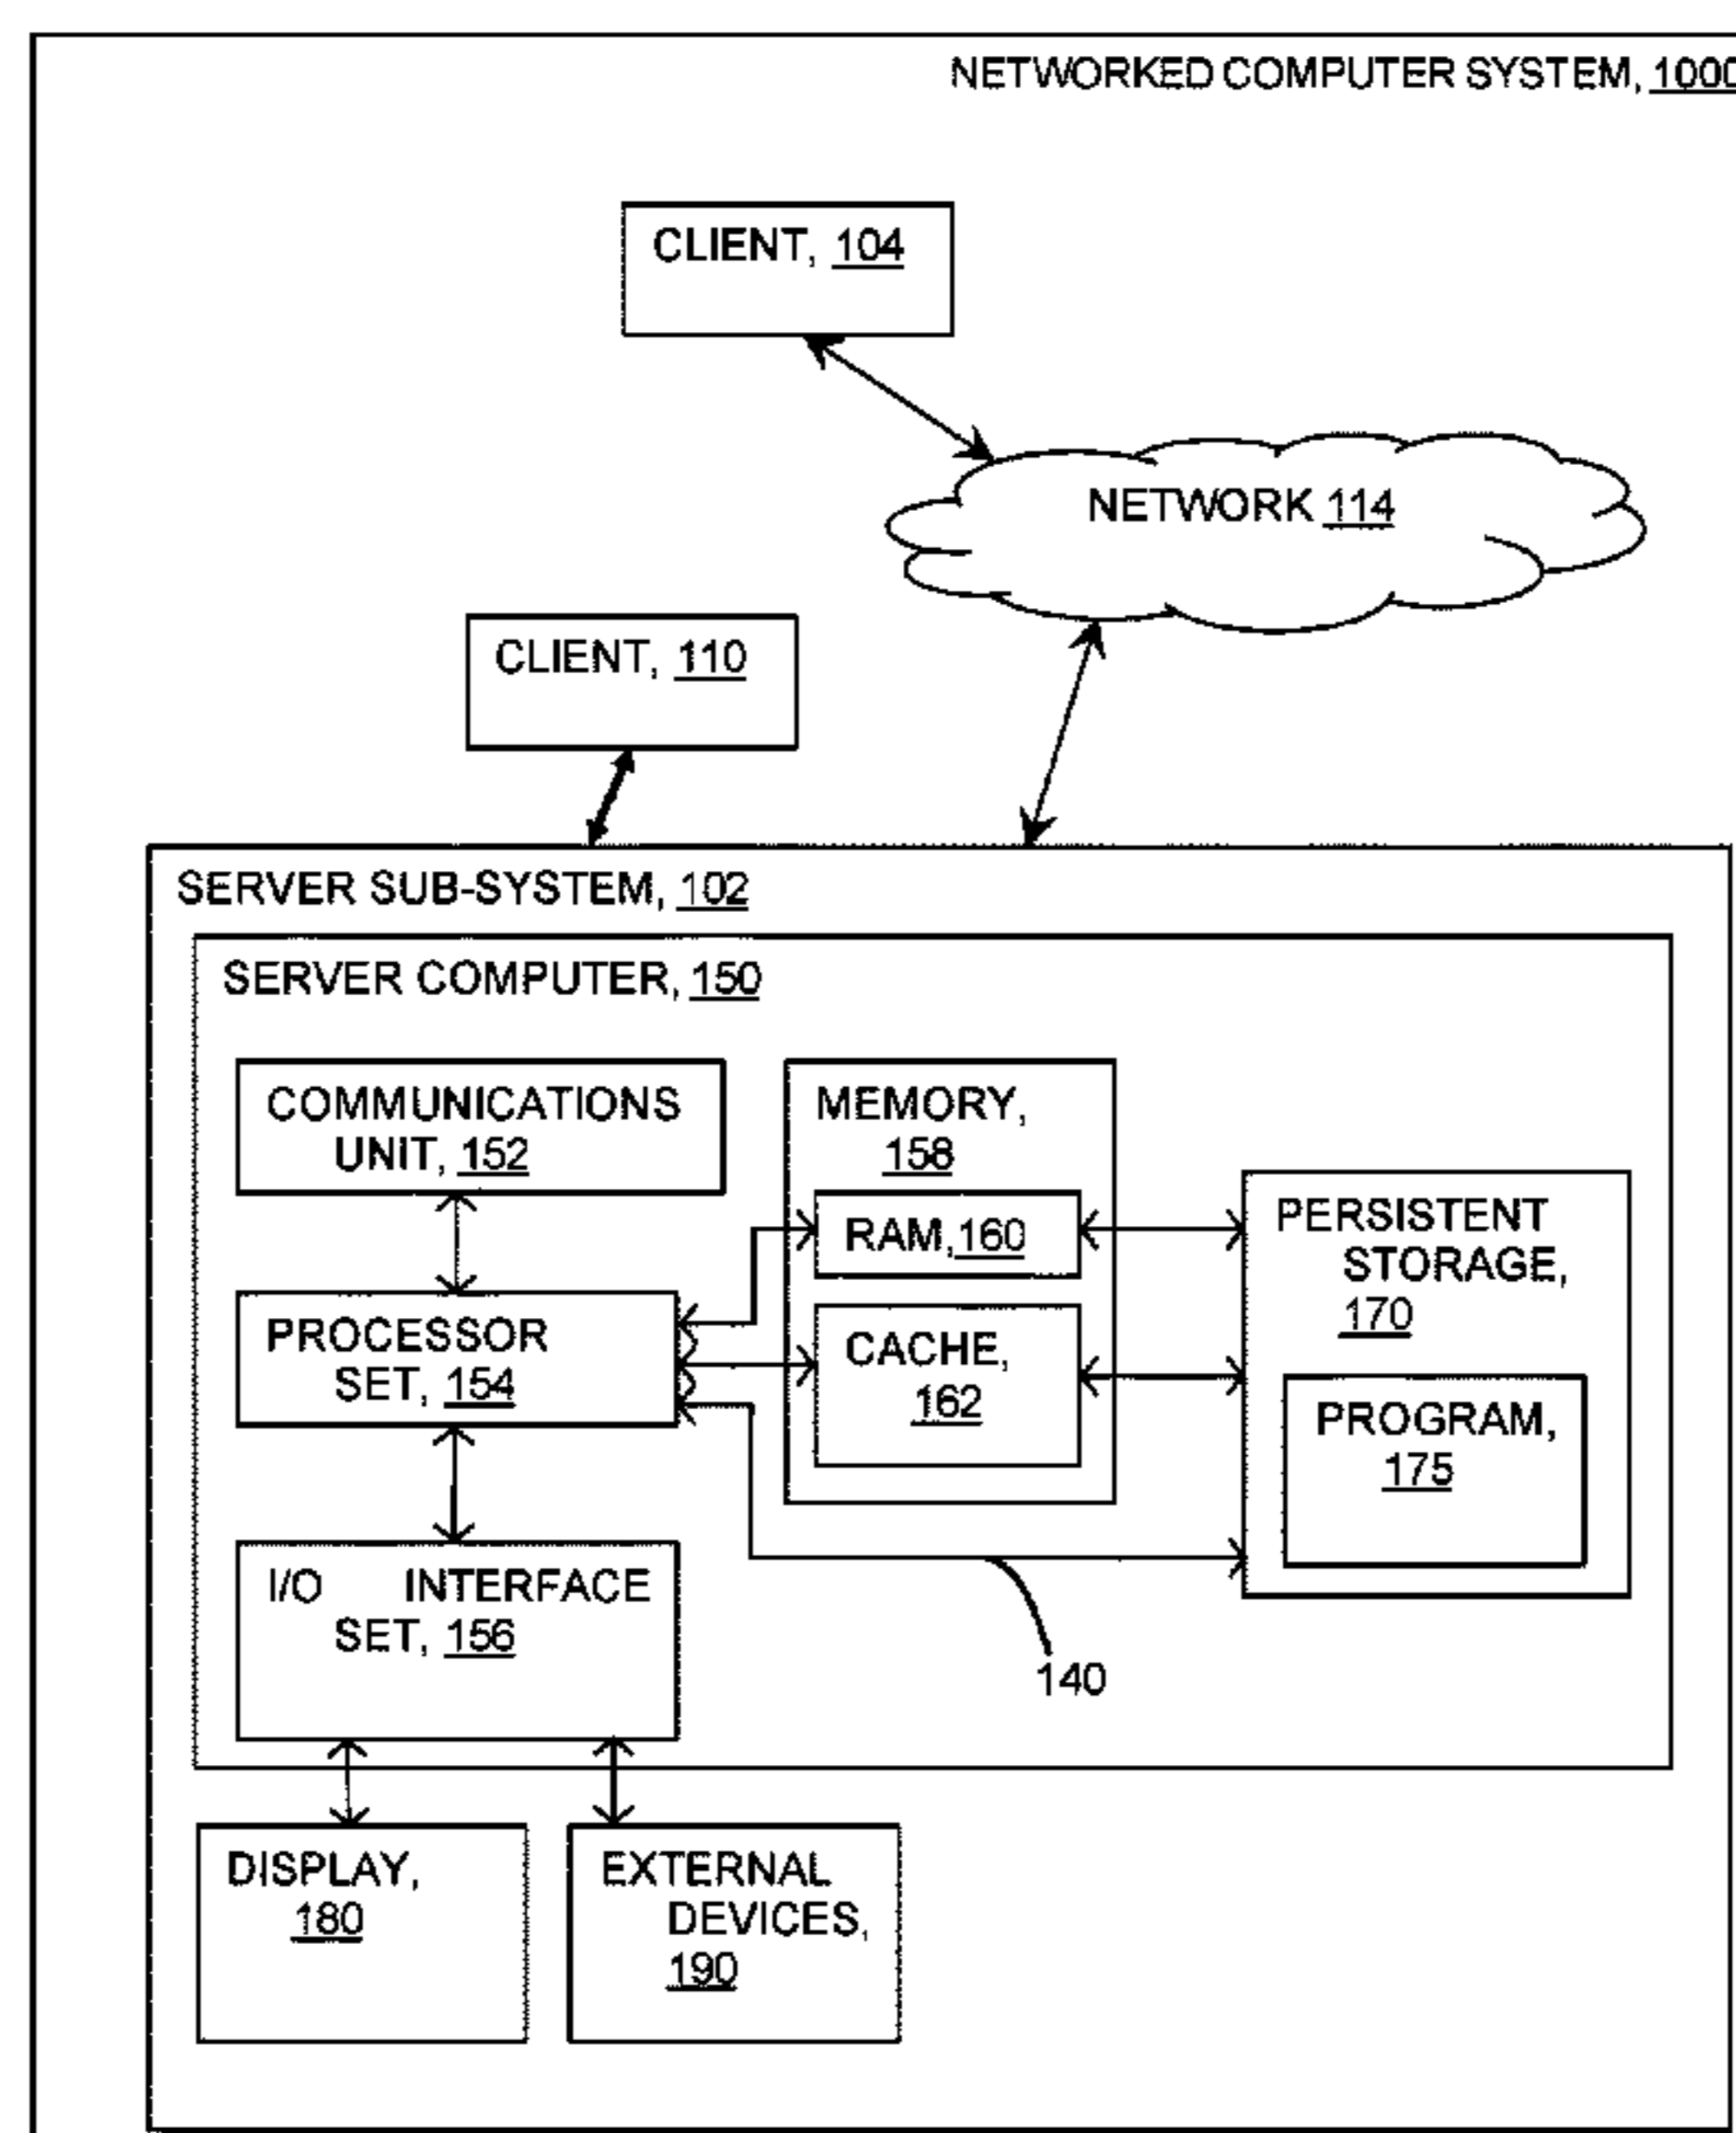 NETWORKED COMPUTER SYSTEM, 1000
CLIENT, 104
NETWORK 114
CLIENT, 110
SERVER SUB-SYSTEM, 102
SERVER COMPUTER, 150
COMMUNICATIONS
UNIT, 152
MEMORY,
158
RAM, 160
PERSISTENT
STORAGE,
170
PROCESSOR
SET, 154
CACHE,
162
PROGRAM,
175
I/O INTERFACE
SET, 156
140
DISPLAY,
180
EXTERNAL
DEVICES,
190